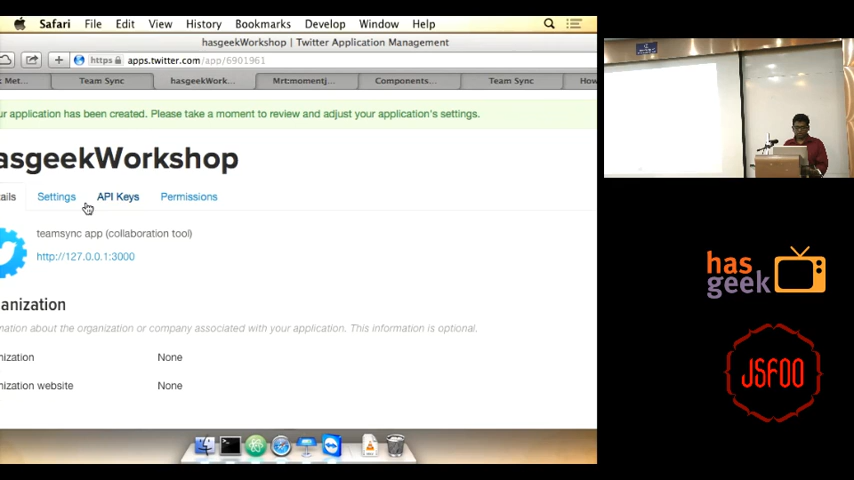 Safari File Edit View History Bookmarks Develop Window Help
hasgeekWorkshop | Twitter Application Management
https apps.twitter.com/app/6901961
k Met... Team Sync hasgeekWork... Mrt:momentj... Components... Team Sync How
ur application has been created. Please take a moment to review and adjust your application's settings.
asgeekWorkshop
ails Settings API Keys Permissions
teamsync app (collaboration tool)
http://127.0.0.1:3000
anization
mation about the organization or company associated with your application. This information is optional.
nization None
nization website None
has
geek
JSFOO